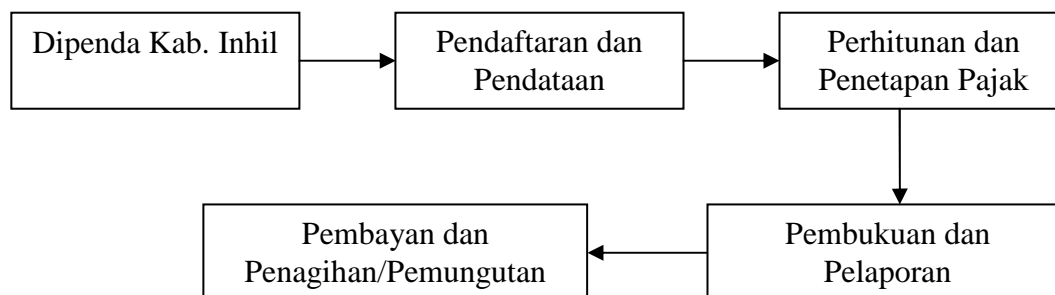 Dipenda Kab. Inhil
Pendaftaran dan
Pendataan
Perhitunan dan
Penetapan Pajak
Pembukuan dan
Pelaporan
Pembayan dan
Penagihan/Pemungutan